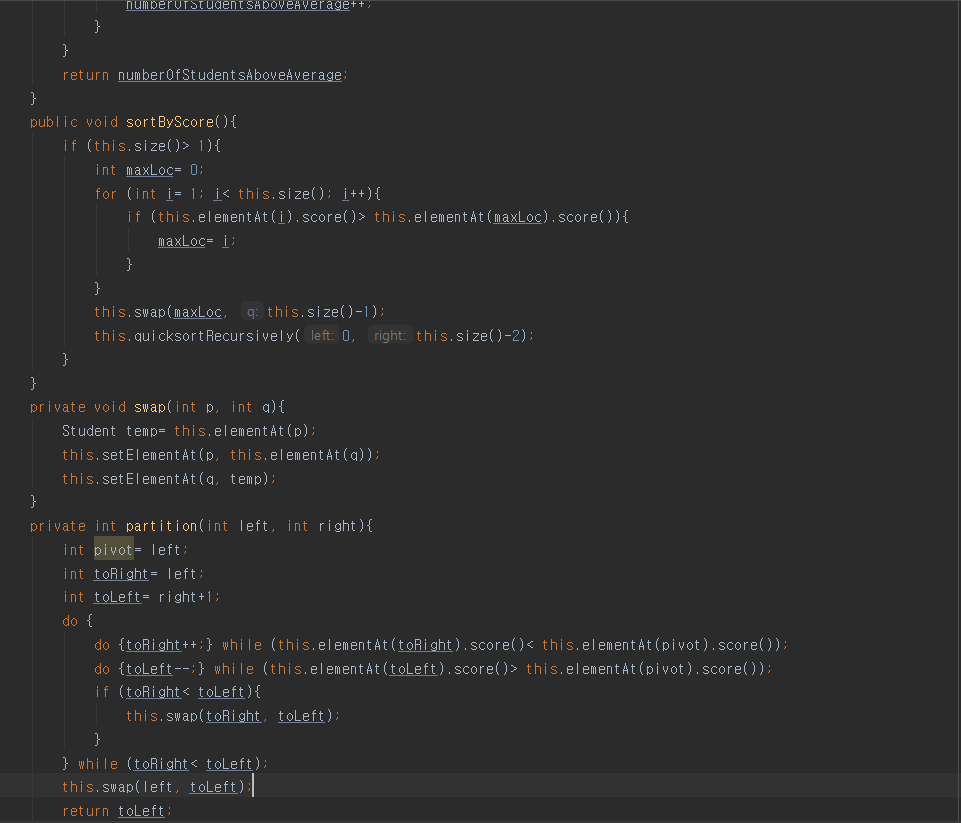 numberOfStudentsAboveAverage++;
}
}
return numberOfStudentsAboveAverage;
}
public void sortByScore(){
if (this.size()> 1){
int maxLoc= 0;
for (int i= 1; i< this.size(); i++){
if (this.elementAt(i).score()> this.elementAt(maxLoc).score()){
maxLoc= i;
}
}
this.swap(maxLoc, q: this.size()-1);
this.quicksortRecursively( left: 0, right: this.size()-2);
}
}
private void swap(int p, int q){
Student temp= this.elementAt(p);
this.setElementAt(p, this.elementAt(q));
this.setElementAt(q, temp);
}
private int partition(int left, int right){
int pivot= left;
int toRight= left;
int toLeft= right+1;
do {
do {toRight++;} while (this.elementAt(toRight).score()< this.elementAt(pivot).score());
do {toLeft--;} while (this.elementAt(toLeft).score()> this.elementAt(pivot).score());
if (toRight< toLeft){
this.swap(toRight, toLeft);
}
} while (toRight< toLeft);
this.swap(left, toLeft);
return toLeft;